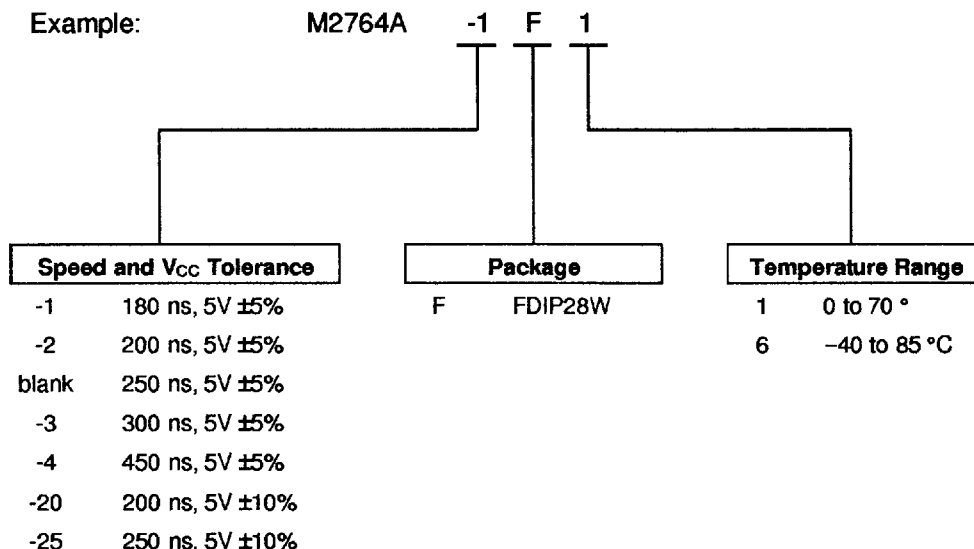 Example: M2764A -1 F 1
Speed and VCC Tolerance
-1 180 ns, 5V ±5%
-2 200 ns, 5V ±5%
blank 250 ns, 5V ±5%
-3 300 ns, 5V ±5%
-4 450 ns, 5V ±5%
-20 200 ns, 5V ±10%
-25 250 ns, 5V ±10%
Package
F FDIP28W
Temperature Range
1 0 to 70 °
6 –40 to 85 °C